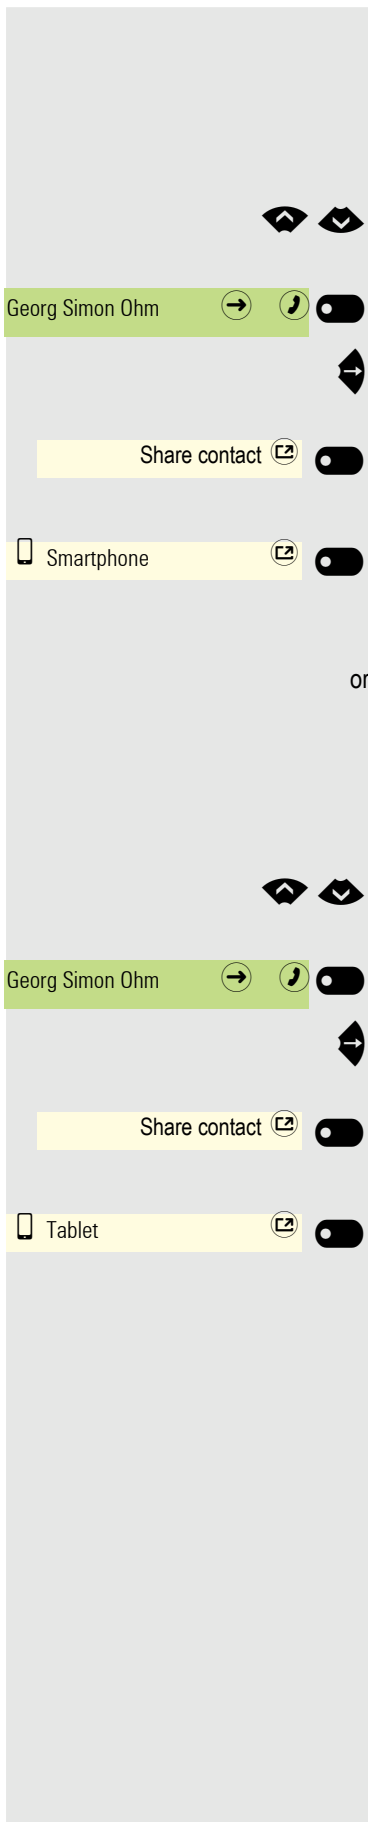 Georg Simon Ohm
Share contact
Smartphone
or
Georg Simon Ohm
Share contact
Tablet